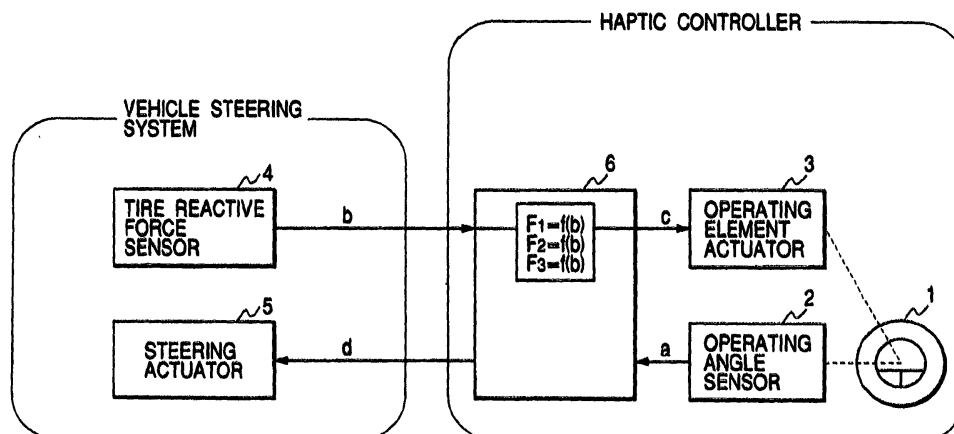 HAPTIC CONTROLLER
VEHICLE STEERING
SYSTEM
4
TIRE REACTIVE
FORCE
SENSOR
b
6
F1=f(b)
F2=f(b)
F3=f(b)
c
3
OPERATING
ELEMENT
ACTUATOR
1
5
STEERING
ACTUATOR
d
a
2
OPERATING
ANGLE
SENSOR